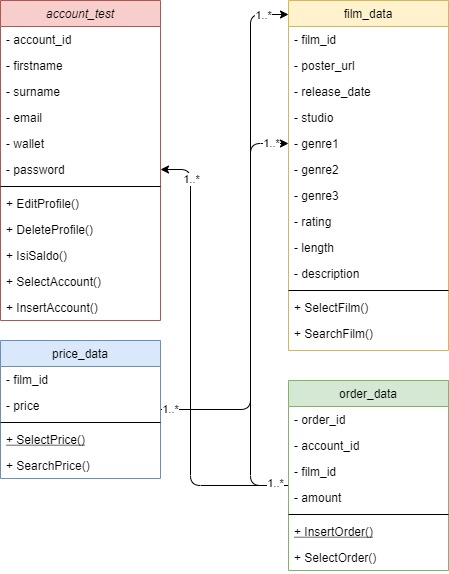 account_test
- account_id
- firstname
- surname
- email
- wallet
- password
+ EditProfile()
+ DeleteProfile()
+ IsiSaldo()
+ SelectAccount()
+ InsertAccount()
film_data
- film_id
- poster_url
- release_date
- studio
- genre1
- genre2
- genre3
- rating
- length
- description
+ SelectFilm()
+ SearchFilm()
price_data
- film_id
- price
+ SelectPrice()
+ SearchPrice()
order_data
- order_id
- account_id
- film_id
- amount
+ InsertOrder()
+ SelectOrder()
1..*
1..*
1..*
1..*
1..*